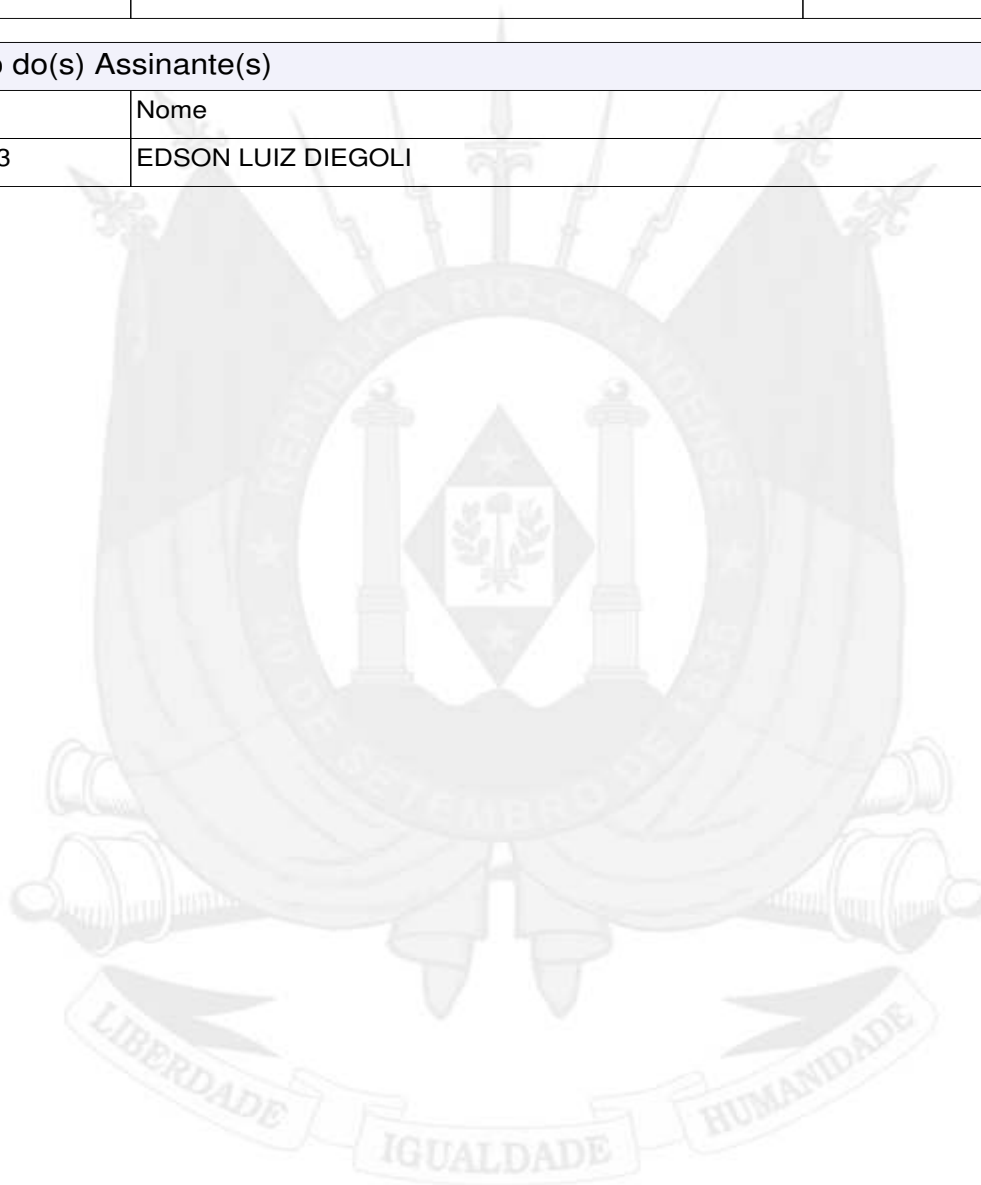 o do(s) Assinante(s)
Nome
3
EDSON LUIZ DIEGOLI
REPUBLICA RIO-GRANDENSE
20 DE SETEMBRO DE 1835
LIBERDADE
IGUALDADE
HUMANIDADE